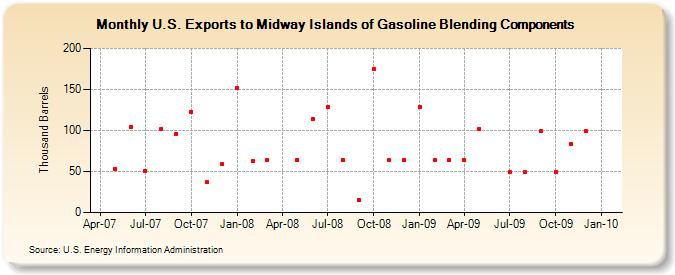 Monthly U.S. Exports to Midway Islands of Gasoline Blending Components
Thousand Barrels
200
150
100
50
0
Apr-07 Jul-07 Oct-07 Jan-08 Apr-08 Jul-08 Oct-08 Jan-09 Apr-09 Jul-09 Oct-09 Jan-10
Source: U.S. Energy Information Administration